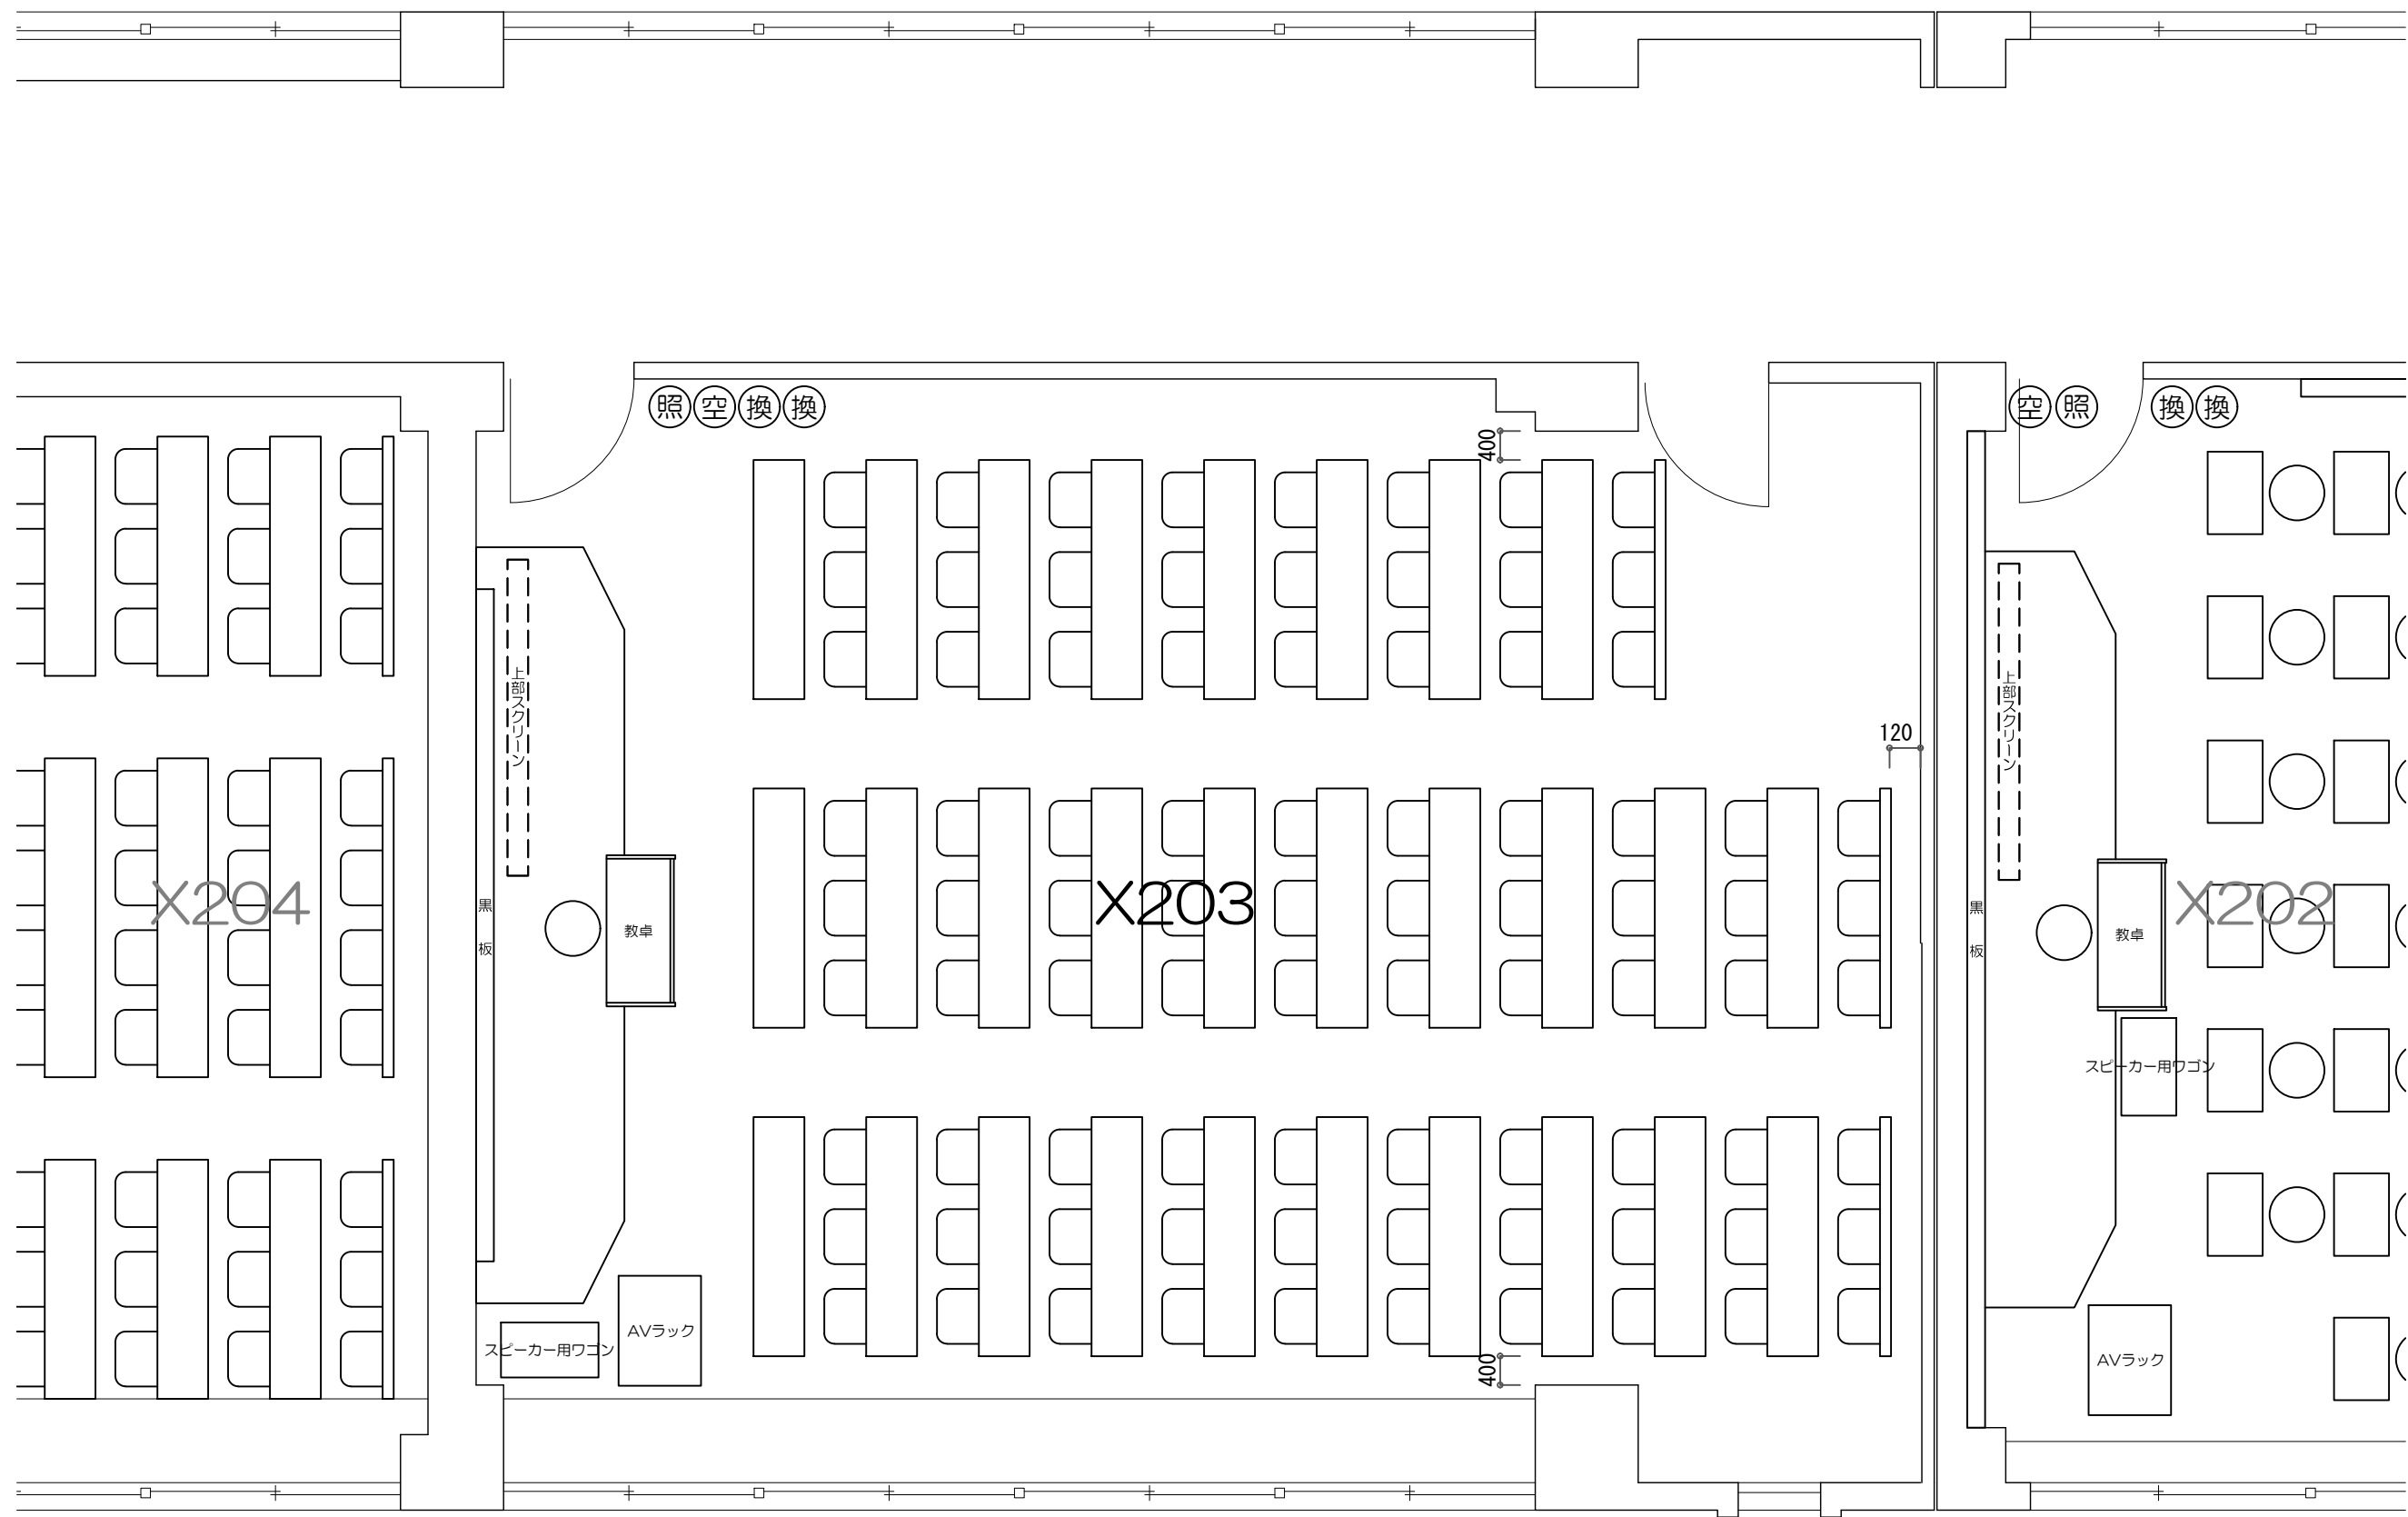 照空換換
空照
換換
400
上部スクリーン
上部スクリーン
120
X204
黒板
教卓
X203
黒板
教卓
X202
スピーカー用ワゴン
スピーカー用ワゴン
AVラック
400
AVラック